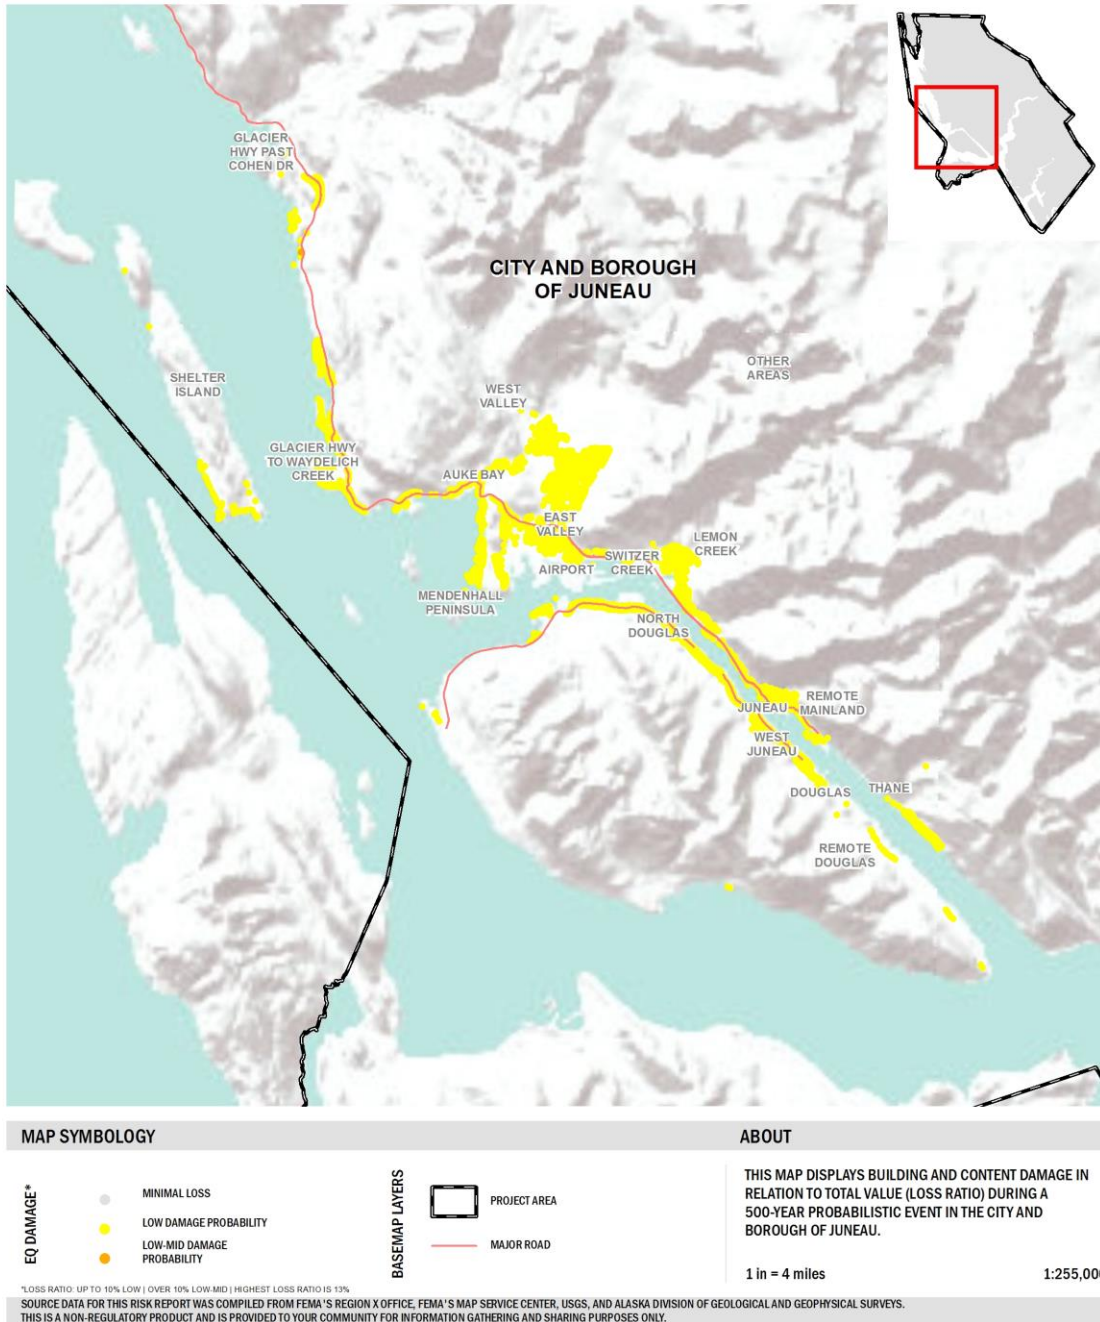 GLACIER
HWY PAST
COHEN DR
CITY AND BOROUGH
OF JUNEAU
OTHER
AREAS
SHELTER
ISLAND
WEST
VALLEY
GLACIER HWY
TO WAYDELICH
CREEK
AUKE BAY
EAST
VALLEY
LEMON
CREEK
SWITZER
CREEK
AIRPORT
MENDENHALL
PENINSULA
NORTH
DOUGLAS
REMOTE
MAINLAND
JUNEAU
WEST
JUNEAU
DOUGLAS
THANE
REMOTE
DOUGLAS
MAP SYMBOLOGY
EQ DAMAGE*
MINIMAL LOSS
LOW DAMAGE PROBABILITY
LOW-MID DAMAGE
PROBABILITY
BASEMAP LAYERS
PROJECT AREA
MAJOR ROAD
ABOUT
THIS MAP DISPLAYS BUILDING AND CONTENT DAMAGE IN
RELATION TO TOTAL VALUE (LOSS RATIO) DURING A
500-YEAR PROBABILISTIC EVENT IN THE CITY AND
BOROUGH OF JUNEAU.
1 in = 4 miles
1:255,000
*LOSS RATIO: UP TO 10% LOW | OVER 10% LOW-MID | HIGHEST LOSS RATIO IS 13%
SOURCE DATA FOR THIS RISK REPORT WAS COMPILED FROM FEMA'S REGION X OFFICE, FEMA'S MAP SERVICE CENTER, USGS, AND ALASKA DIVISION OF GEOLOGICAL AND GEOPHYSICAL SURVEYS.
THIS IS A NON-REGULATORY PRODUCT AND IS PROVIDED TO YOUR COMMUNITY FOR INFORMATION GATHERING AND SHARING PURPOSES ONLY.